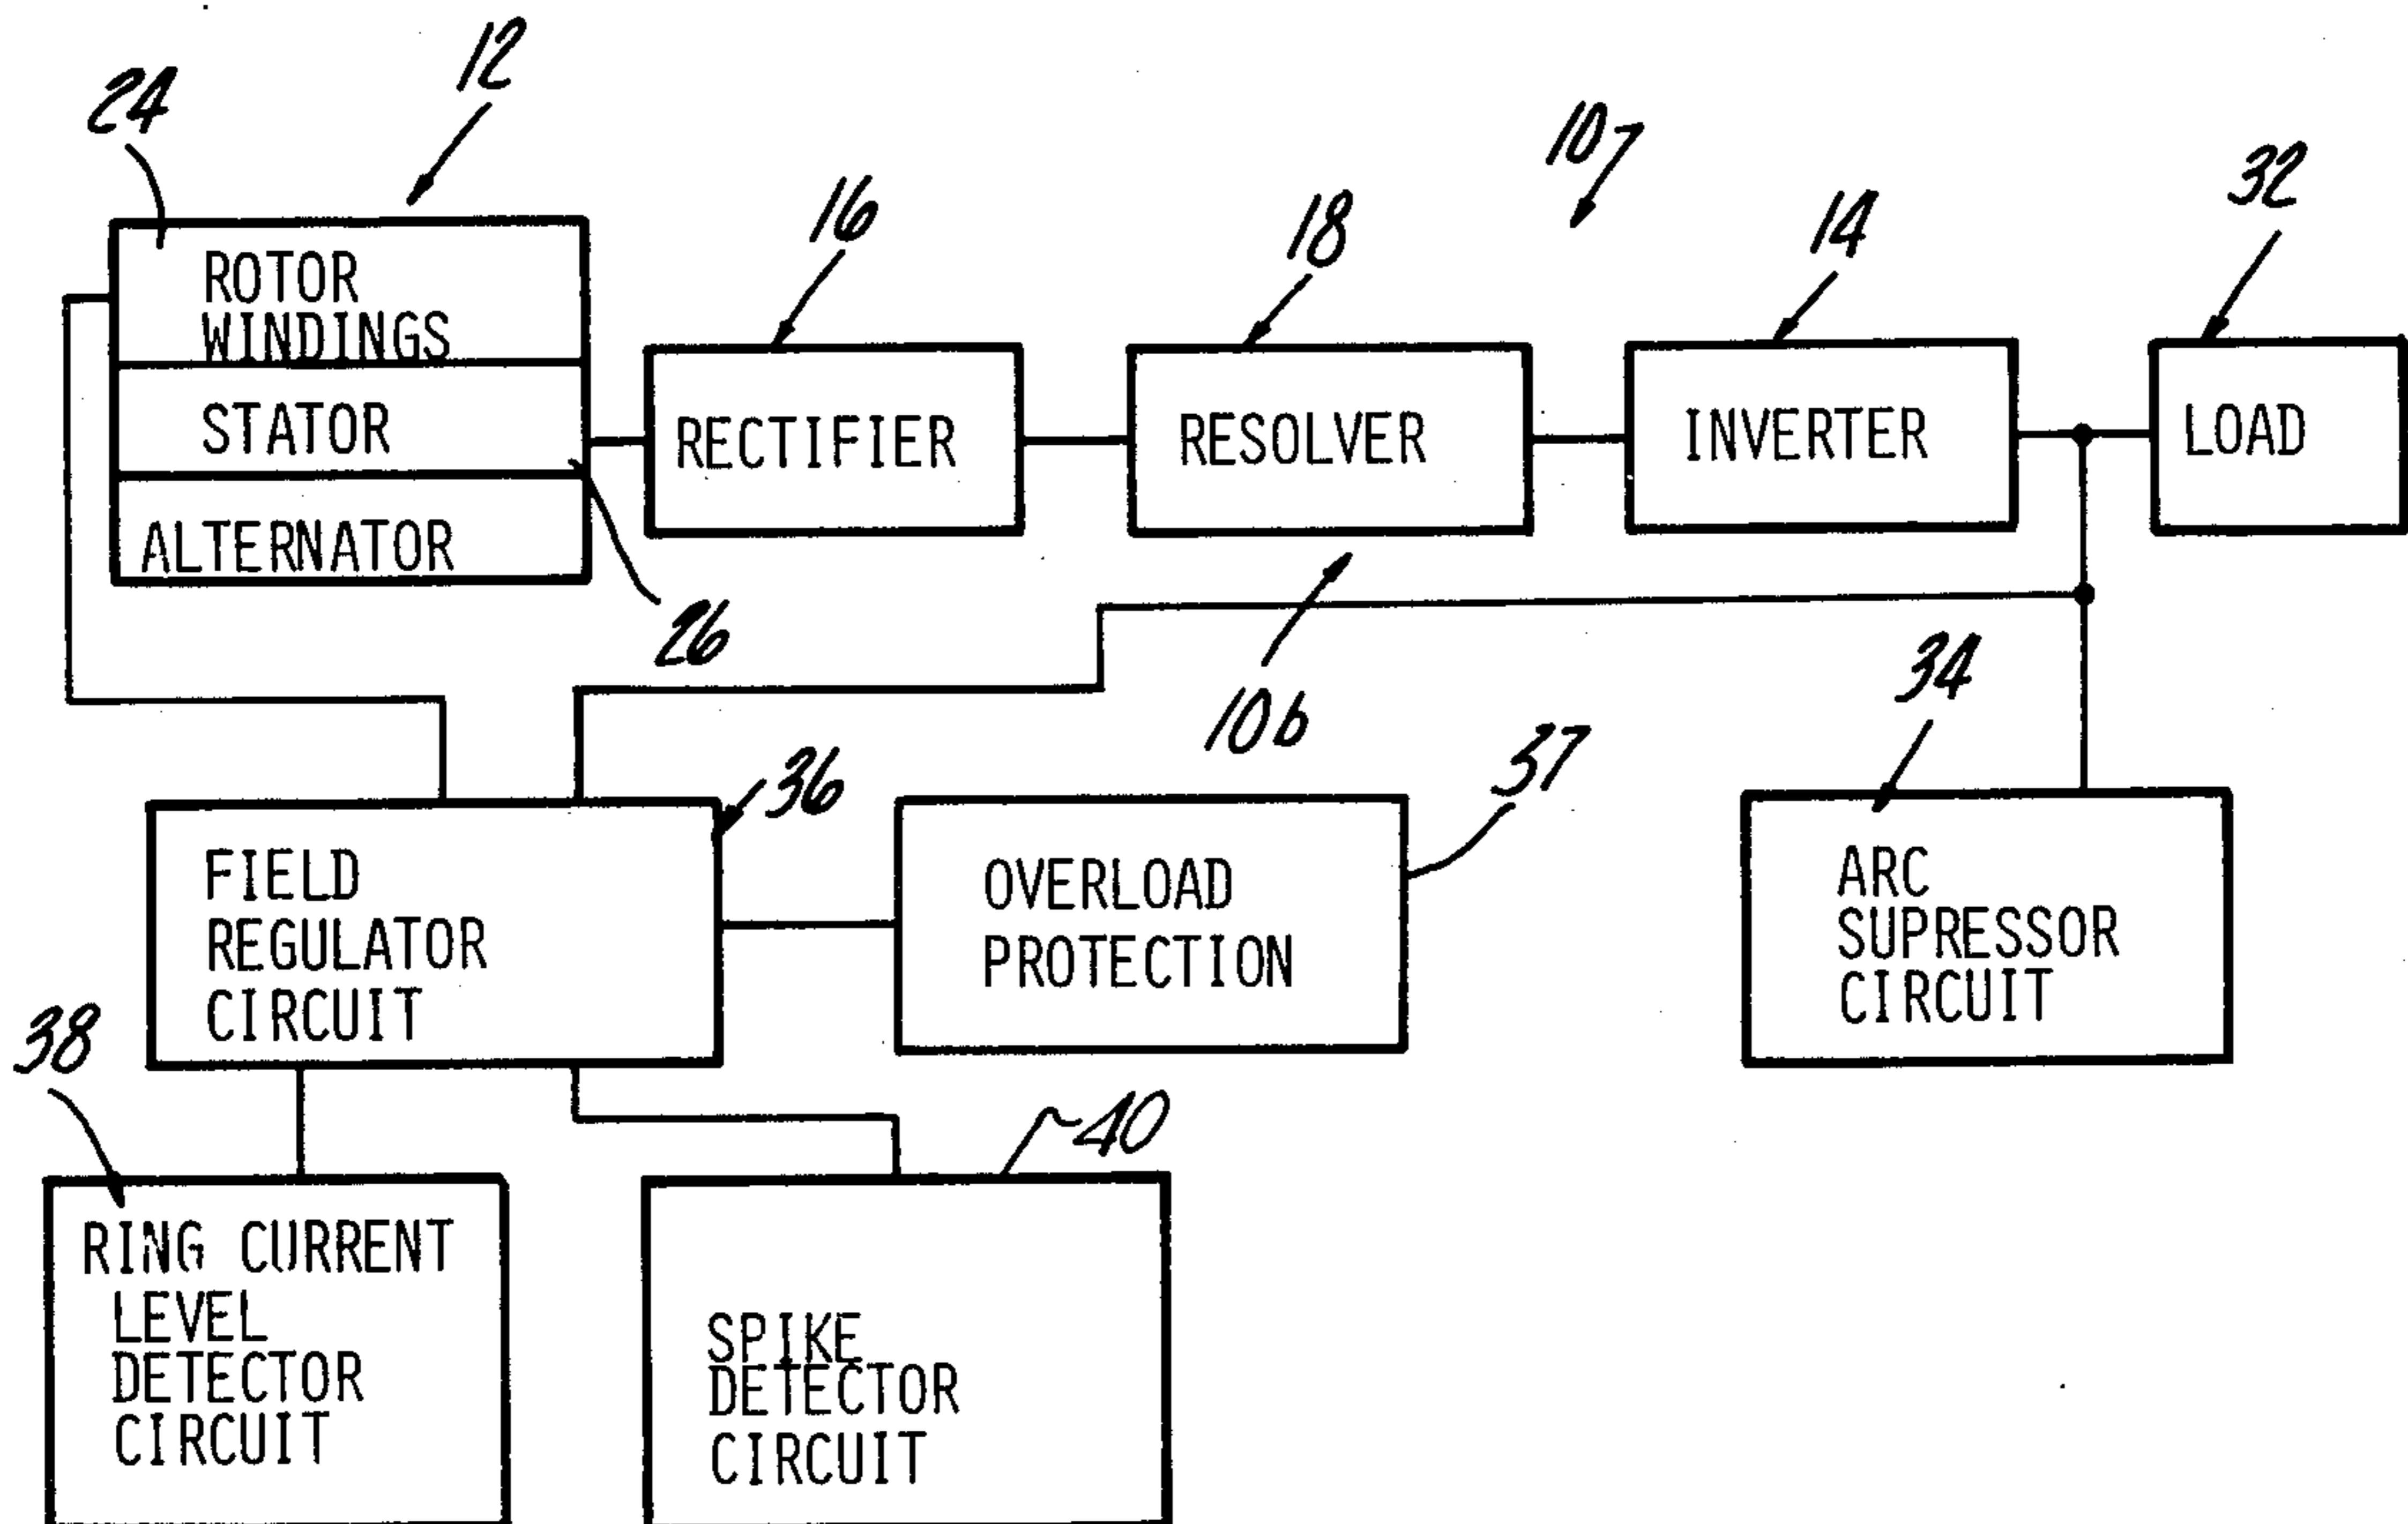 12
24
10
32
16
18
14
ROTOR
WINDINGS
STATOR
ALTERNATOR
RECTIFIER
RESOLVER
INVERTER
LOAD
26
10b
34
36
37
FIELD
REGULATOR
CIRCUIT
OVERLOAD
PROTECTION
ARC
SUPRESSOR
CIRCUIT
38
40
RING CURRENT
LEVEL
DETECTOR
CIRCUIT
SPIKE
DETECTOR
CIRCUIT